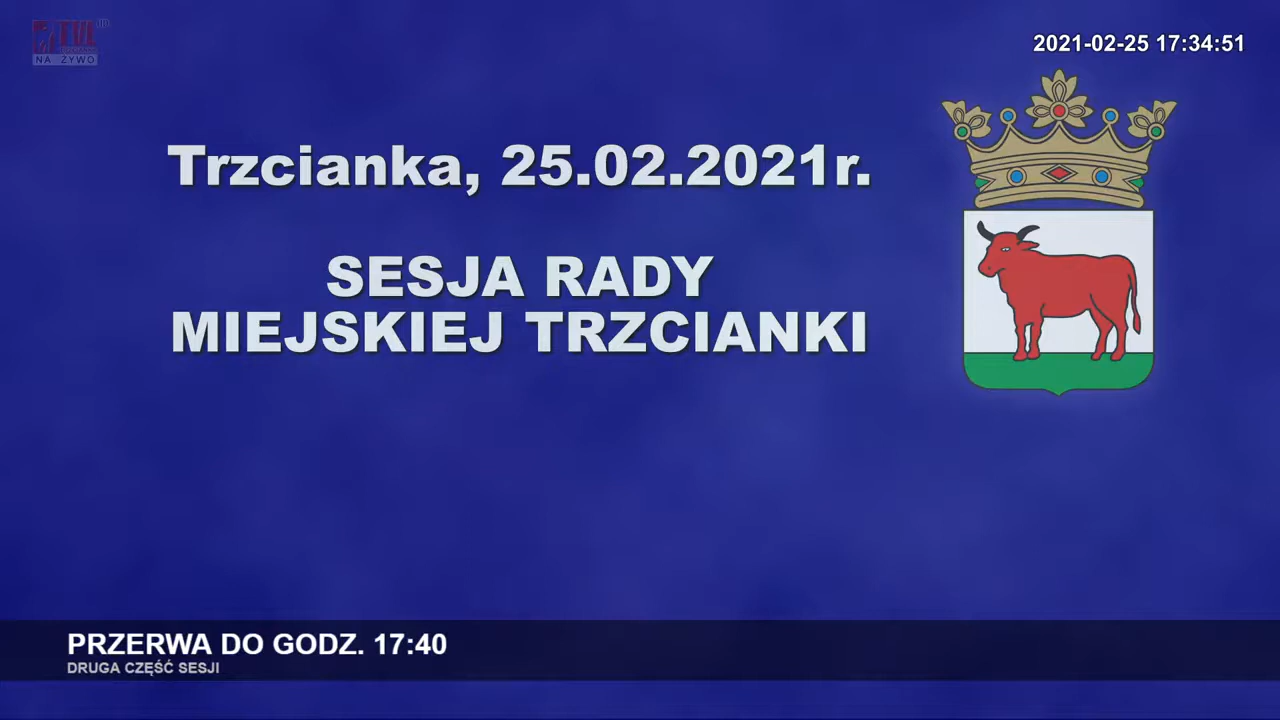 NA ŻYWO
2021-02-25 17:34:51
Trzcianka, 25.02.2021r.
SESJA RADY
MIEJSKIEJ TRZCIANKI
PRZERWA DO GODZ. 17:40
DRUGA CZĘŚĆ SESJI